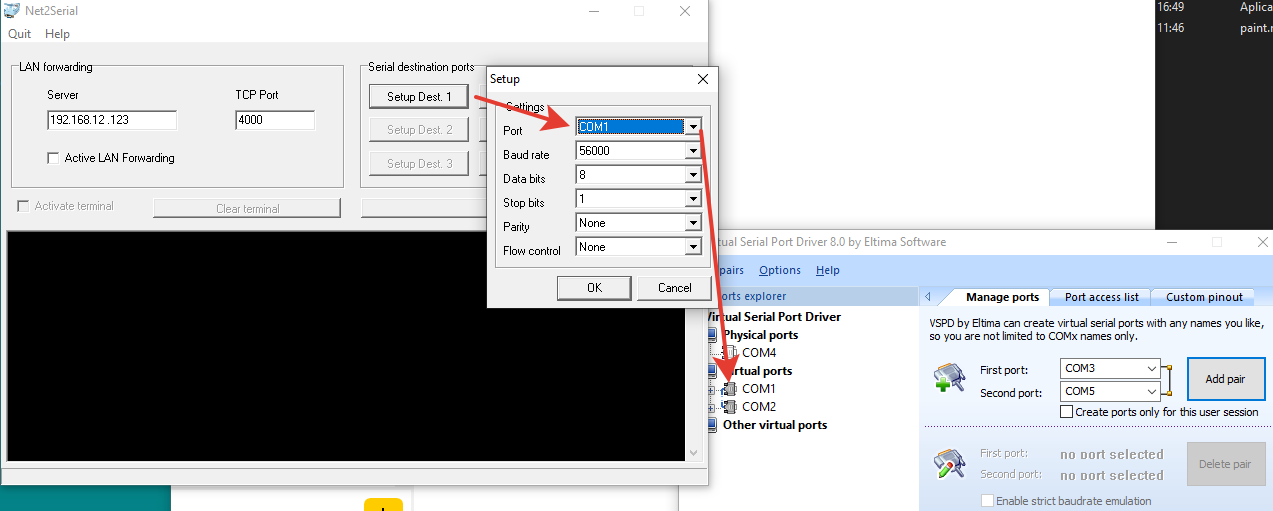 Net2Serial
Quit Help
LAN forwarding
Server
TCP Port
192.168.12 .123
4000
Active LAN Forwarding
Serial destination ports
Setup Dest. 1
Setup Dest. 2
Setup Dest. 3
Activate terminal
Clear terminal
Setup
Settings
Port
COM1
Baud rate
56000
Data bits
8
Stop bits
1
Parity
None
Flow control
None
OK
Cancel
16:49 Aplica
11:46 paint.n
tual Serial Port Driver 8.0 by Eltima Software
pairs Options Help
orts explorer
Virtual Serial Port Driver
Physical ports
COM4
rtual ports
COM1
COM2
Other virtual ports
Manage ports
Port access list
Custom pinout
VSPD by Eltima can create virtual serial ports with any names you like,
so you are not limited to COMx names only.
First port:
COM3
Second port:
COM5
Add pair
Create ports only for this user session
First port:
no port selected
Second port:
no port selected
Delete pair
Enable strict baudrate emulation